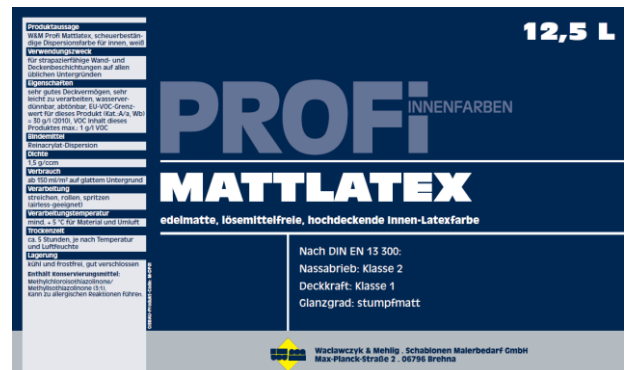 Produktaussage
W&M Profi Mattlatex, scheuerbestän-
dige Dispersionsfarbe für innen, weiß
Verwendungszweck
für strapazierfähige Wand- und
Deckenbeschichtungen auf allen
üblichen Untergründen
Eigenschaften
sehr gutes Deckvermögen, sehr
leicht zu verarbeiten, wasserver-
dünnbar, abtönbar, EU-VOC-Grenz-
wert für dieses Produkt (Kat.:A/a, Wb)
= 30 g/l (2010), VOC Inhalt dieses
Produktes max.: 1 g/l VOC
Bindemittel
Reinacrylat-Dispersion
Dichte
1,5 g/ccm
Verbrauch
ab 150 ml/m² auf glattem Untergrund
Verarbeitung
streichen, rollen, spritzen
(airless-geeignet)
Verarbeitungstemperatur
mind. + 5 °C für Material und Umluft
Trockenzeit
ca. 5 Stunden, je nach Temperatur
und Luftfeuchte
Lagerung
kühl und frostfrei, gut verschlossen
Enthält Konservierungsmittel:
Methylchloroisothiazolinone/
Methylisothiazolinone (3:1).
Kann zu allergischen Reaktionen führen.
GISBAU-Produkt-Code: M-DF01
12,5 L
PROFi
INNENFARBEN
MATTLATEX
edelmatte, lösemittelfreie, hochdeckende Innen-Latexfarbe
Nach DIN EN 13 300:
Nassabrieb: Klasse 2
Deckkraft: Klasse 1
Glanzgrad: stumpfmatt
Waclawczyk & Mehlig . Schablonen Malerbedarf GmbH
Max-Planck-Straße 2 . 06796 Brehna